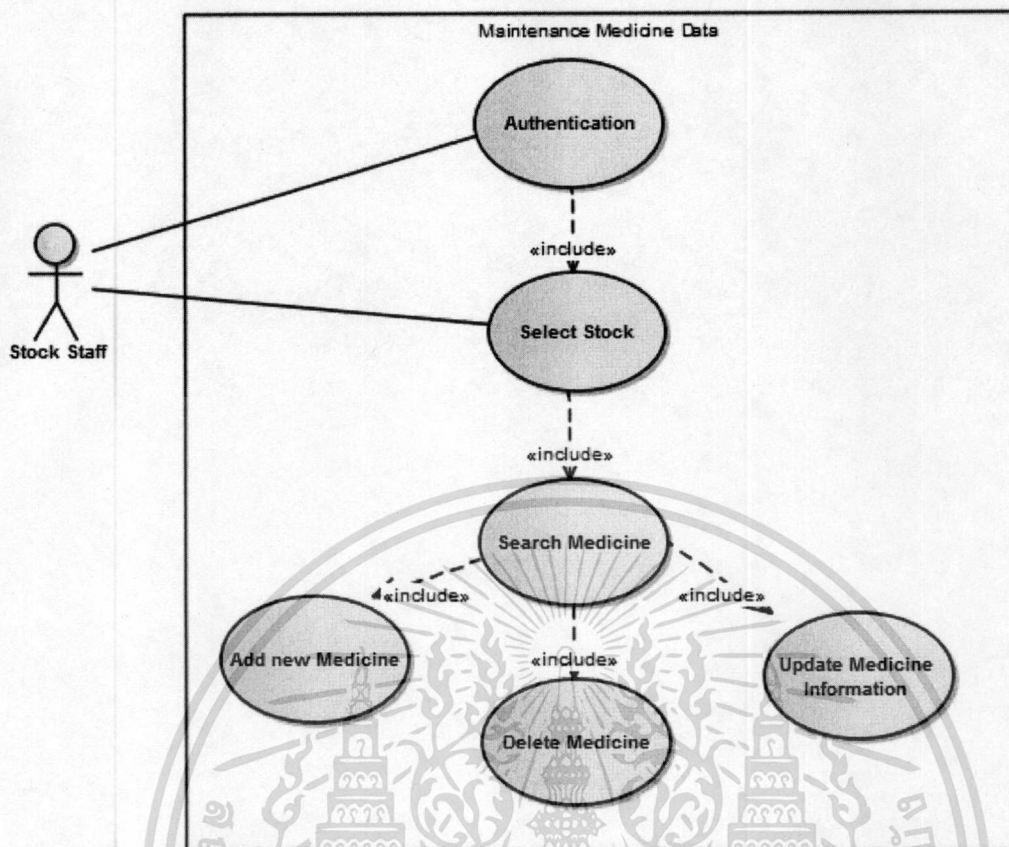 Maintenance Medicine Data
Authentication
«include»
Select Stock
Stock Staff
«include»
Search Medicine
«include»
«include»
Add new Medicine
«include»
Update Medicine
Information
Delete Medicine